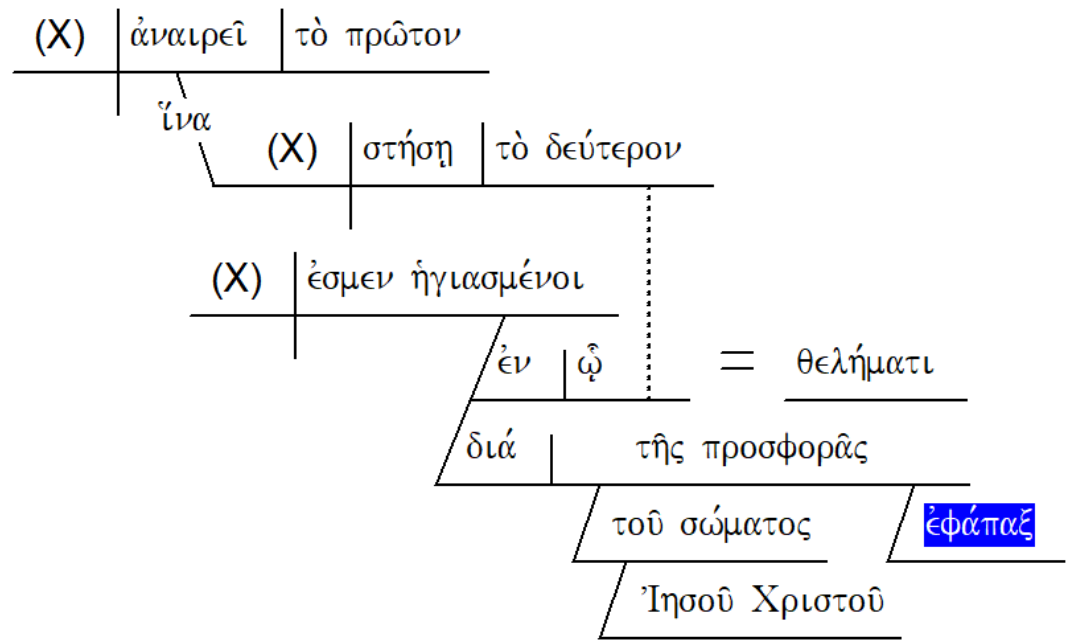 (X) ἀναιρεῖ τὸ πρῶτον
ἵνα
(X) στήσῃ τὸ δεύτερον
(X) ἐσμεν ἡγιασμένοι
ἐν ᾧ = θελήματι
διά τῆς προσφορᾶς
τοῦ σώματος ἐφάπαξ
Ἰησοῦ Χριστοῦ